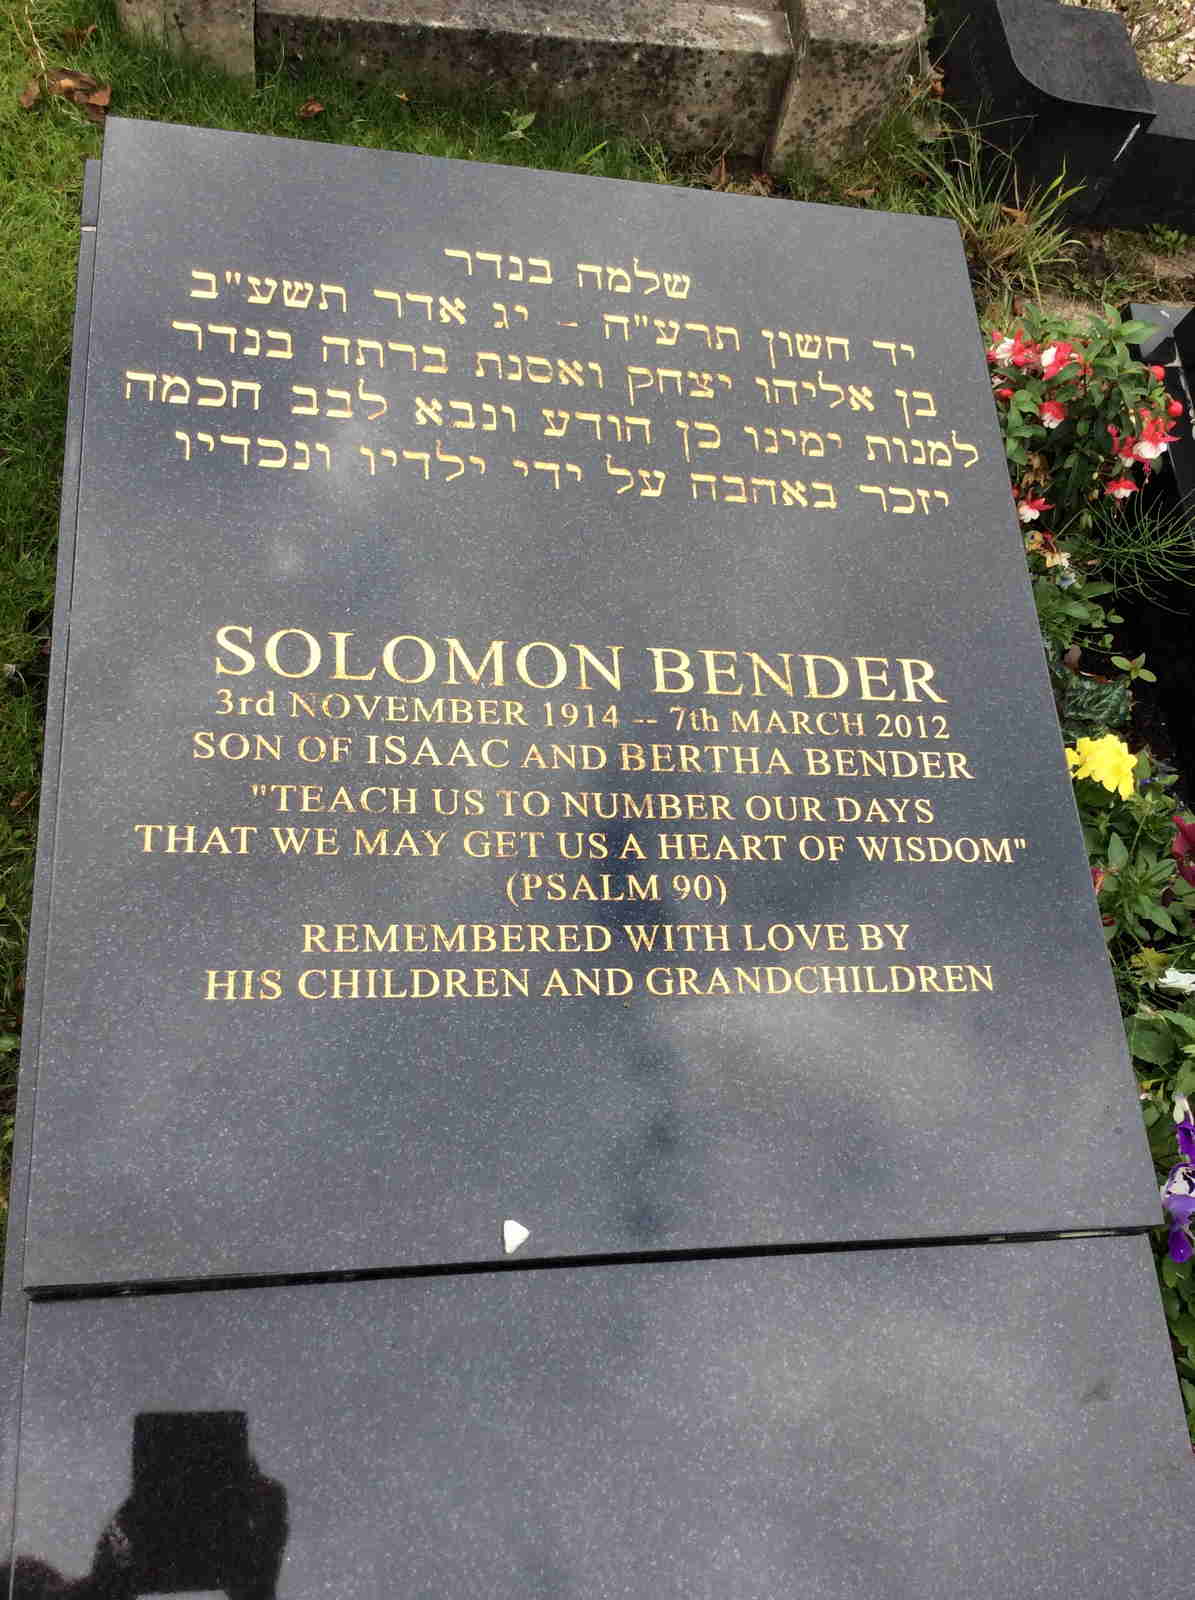 שלמה בנדר
יד חשון תרע"ה - יג אדר תשע"ב
בן אליהו יצחק ואסנת ברתה בנדר
למנות ימינו כן הודע ונבא לבב חכמה
יזכר באהבה על ידי ילדיו ונכדיו
SOLOMON BENDER
3rd NOVEMBER 1914 -- 7th MARCH 2012
SON OF ISAAC AND BERTHA BENDER
"TEACH US TO NUMBER OUR DAYS
THAT WE MAY GET US A HEART OF WISDOM"
(PSALM 90)
REMEMBERED WITH LOVE BY
HIS CHILDREN AND GRANDCHILDREN